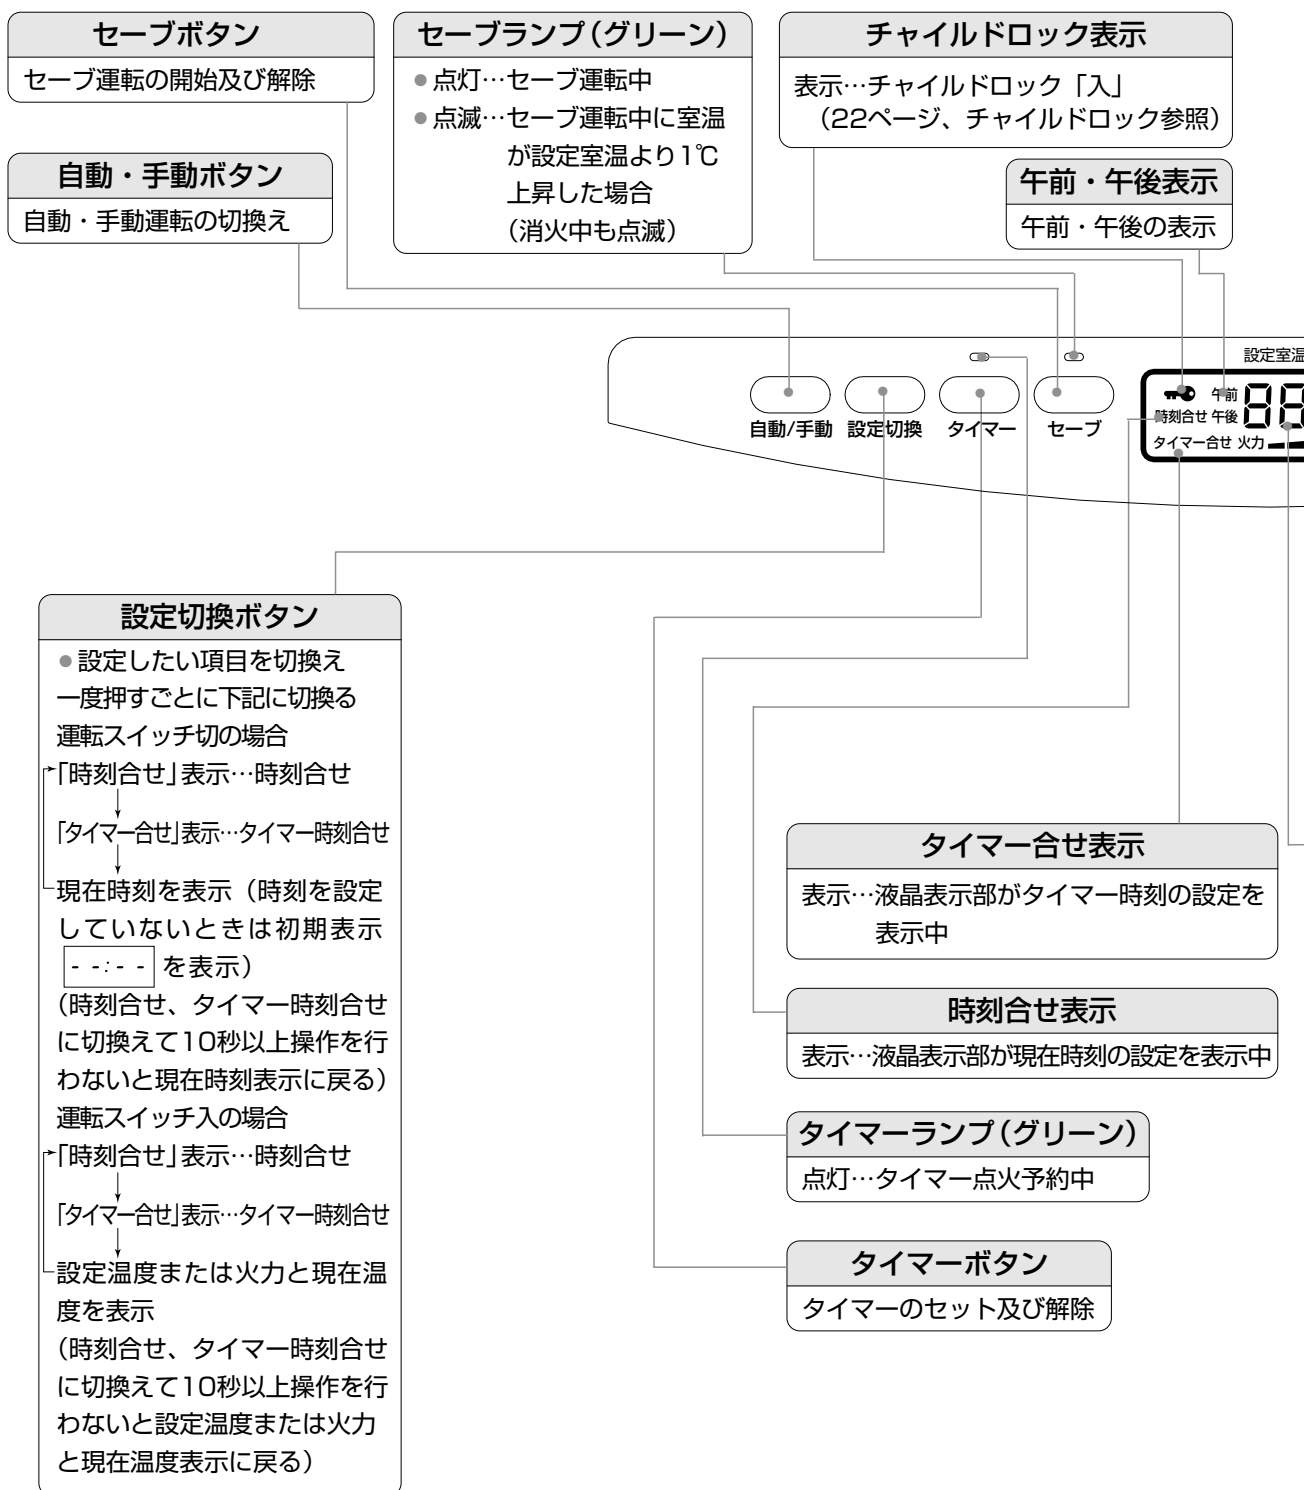 セーブボタン
セーブ運転の開始及び解除
セーブランプ(グリーン)
●点灯…セーブ運転中
●点滅…セーブ運転中に室温
が設定室温より1℃
上昇した場合
(消火中も点滅)
チャイルドロック表示
表示…チャイルドロック「入」
(22ページ、チャイルドロック参照)
自動・手動ボタン
自動・手動運転の切換え
午前・午後表示
午前・午後の表示
設定室温
午前
時刻合せ 午後
88
タイマー合せ 火力
自動/手動 設定切換 タイマー セーブ
設定切換ボタン
●設定したい項目を切換え
一度押すごとに下記に切換る
運転スイッチ切の場合
「時刻合せ」表示…時刻合せ
「タイマー合せ」表示…タイマー時刻合せ
現在時刻を表示(時刻を設定
していないときは初期表示
- -:- - を表示)
(時刻合せ、タイマー時刻合せ
に切換えて10秒以上操作を行
わないと現在時刻表示に戻る)
運転スイッチ入の場合
「時刻合せ」表示…時刻合せ
「タイマー合せ」表示…タイマー時刻合せ
設定温度または火力と現在温
度を表示
(時刻合せ、タイマー時刻合せ
に切換えて10秒以上操作を行
わないと設定温度または火力
と現在温度表示に戻る)
タイマー合せ表示
表示…液晶表示部がタイマー時刻の設定を
表示中
時刻合せ表示
表示…液晶表示部が現在時刻の設定を表示中
タイマーランプ(グリーン)
点灯…タイマー点火予約中
タイマーボタン
タイマーのセット及び解除